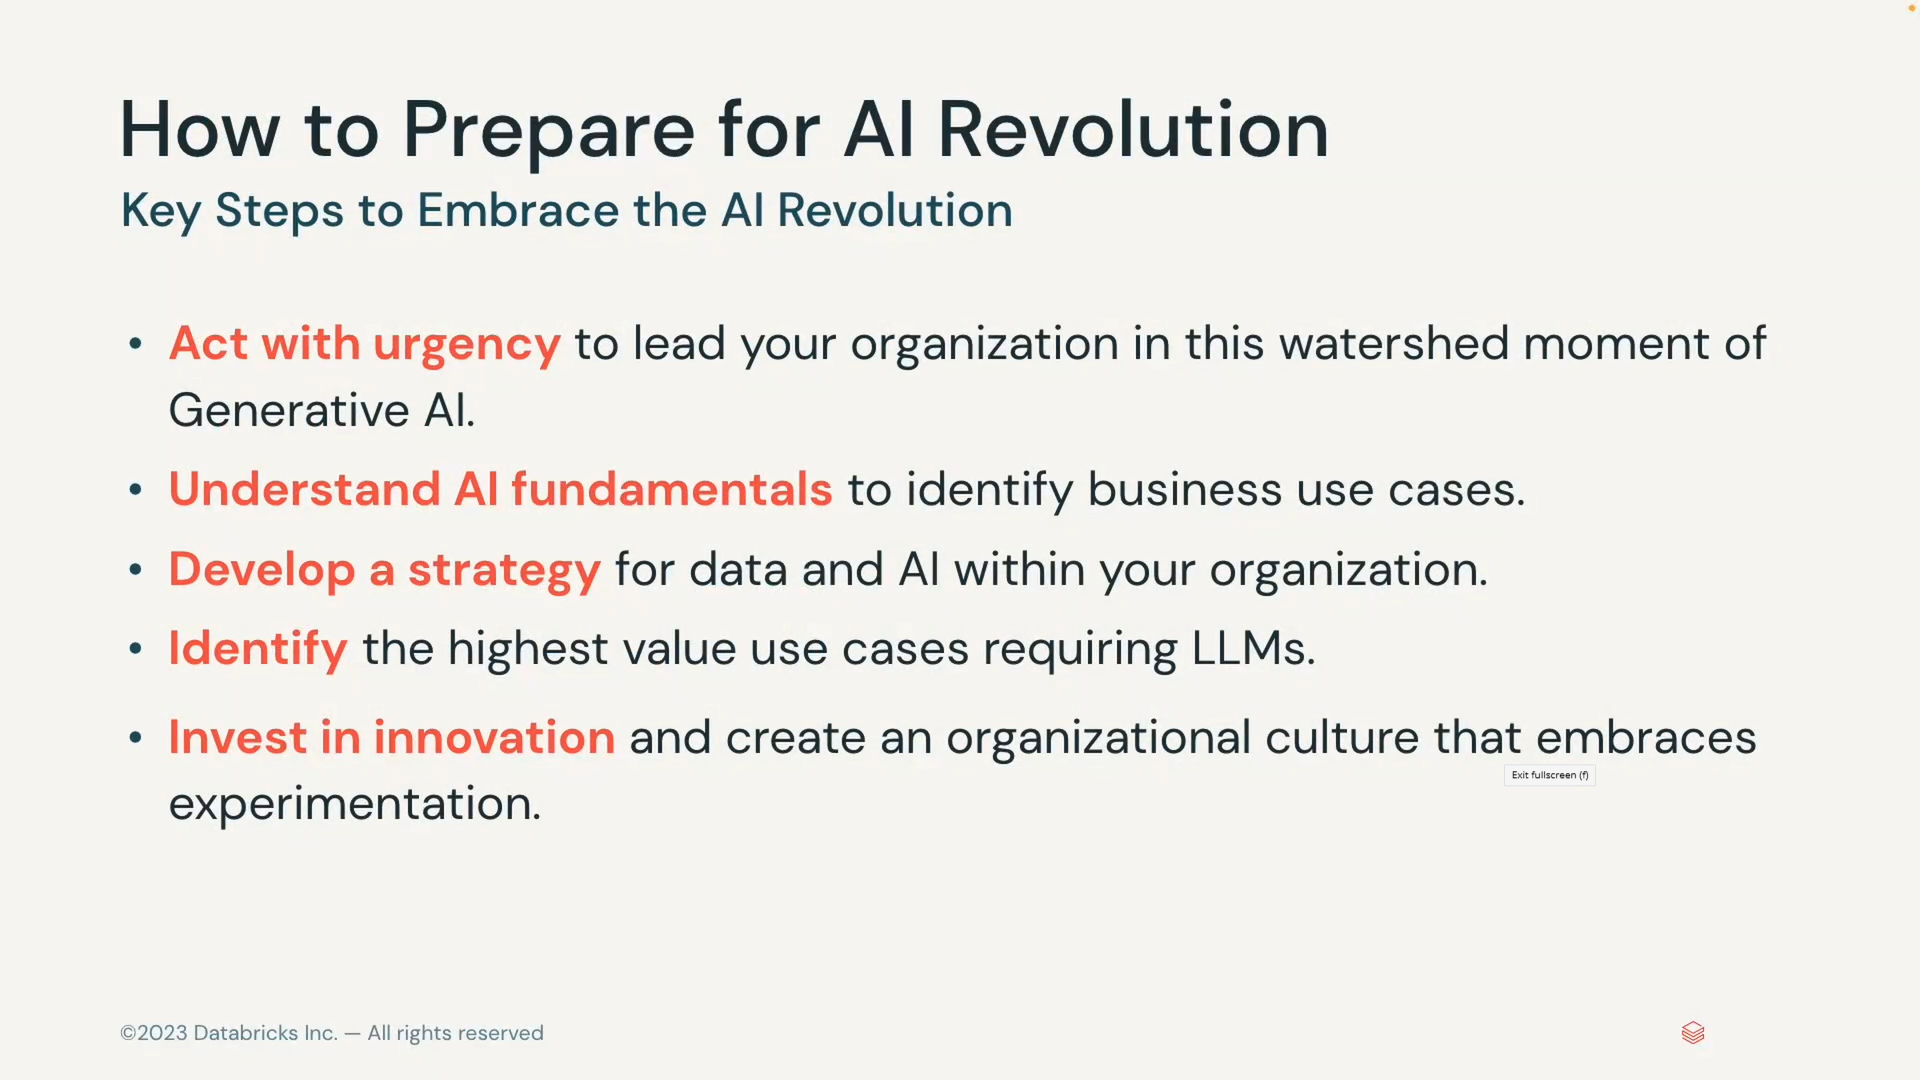 How to Prepare for AI Revolution
Key Steps to Embrace the AI Revolution
• Act with urgency to lead your organization in this watershed moment of
Generative AI.
• Understand AI fundamentals to identify business use cases.
• Develop a strategy for data and AI within your organization.
• Identify the highest value use cases requiring LLMs.
• Invest in innovation and create an organizational culture that embraces
Exit fullscreen (f)
experimentation.
©2023 Databricks Inc. — All rights reserved